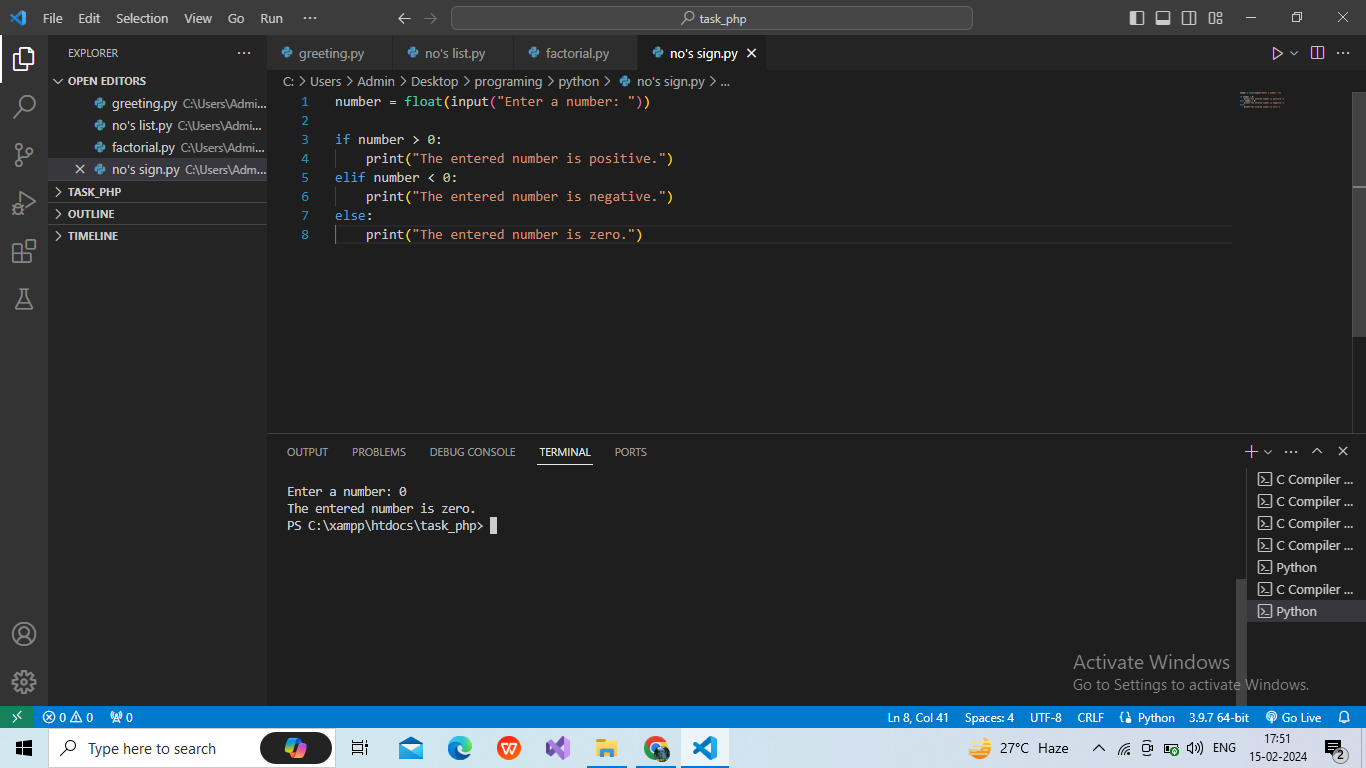 File Edit Selection View Go Run ··· task_php
EXPLORER ···
OPEN EDITORS
greeting.py C:\Users\Admi...
no's list.py C:\Users\Admi...
factorial.py C:\Users\Admi...
no's sign.py C:\Users\Adm...
TASK_PHP
OUTLINE
TIMELINE
greeting.py no's list.py factorial.py no's sign.py
C: > Users > Admin > Desktop > programing > python > no's sign.py > ...
1 number = float(input("Enter a number: "))
2
3 if number > 0:
4     print("The entered number is positive.")
5 elif number < 0:
6     print("The entered number is negative.")
7 else:
8     print("The entered number is zero.")
OUTPUT PROBLEMS DEBUG CONSOLE TERMINAL PORTS
Enter a number: 0
The entered number is zero.
PS C:\xampp\htdocs\task_php>
C Compiler ...
C Compiler ...
C Compiler ...
C Compiler ...
Python
C Compiler ...
Python
Activate Windows
Go to Settings to activate Windows.
0 0 0 Ln 8, Col 41 Spaces: 4 UTF-8 CRLF Python 3.9.7 64-bit Go Live
Type here to search 27°C Haze ENG 17:51
15-02-2024 2